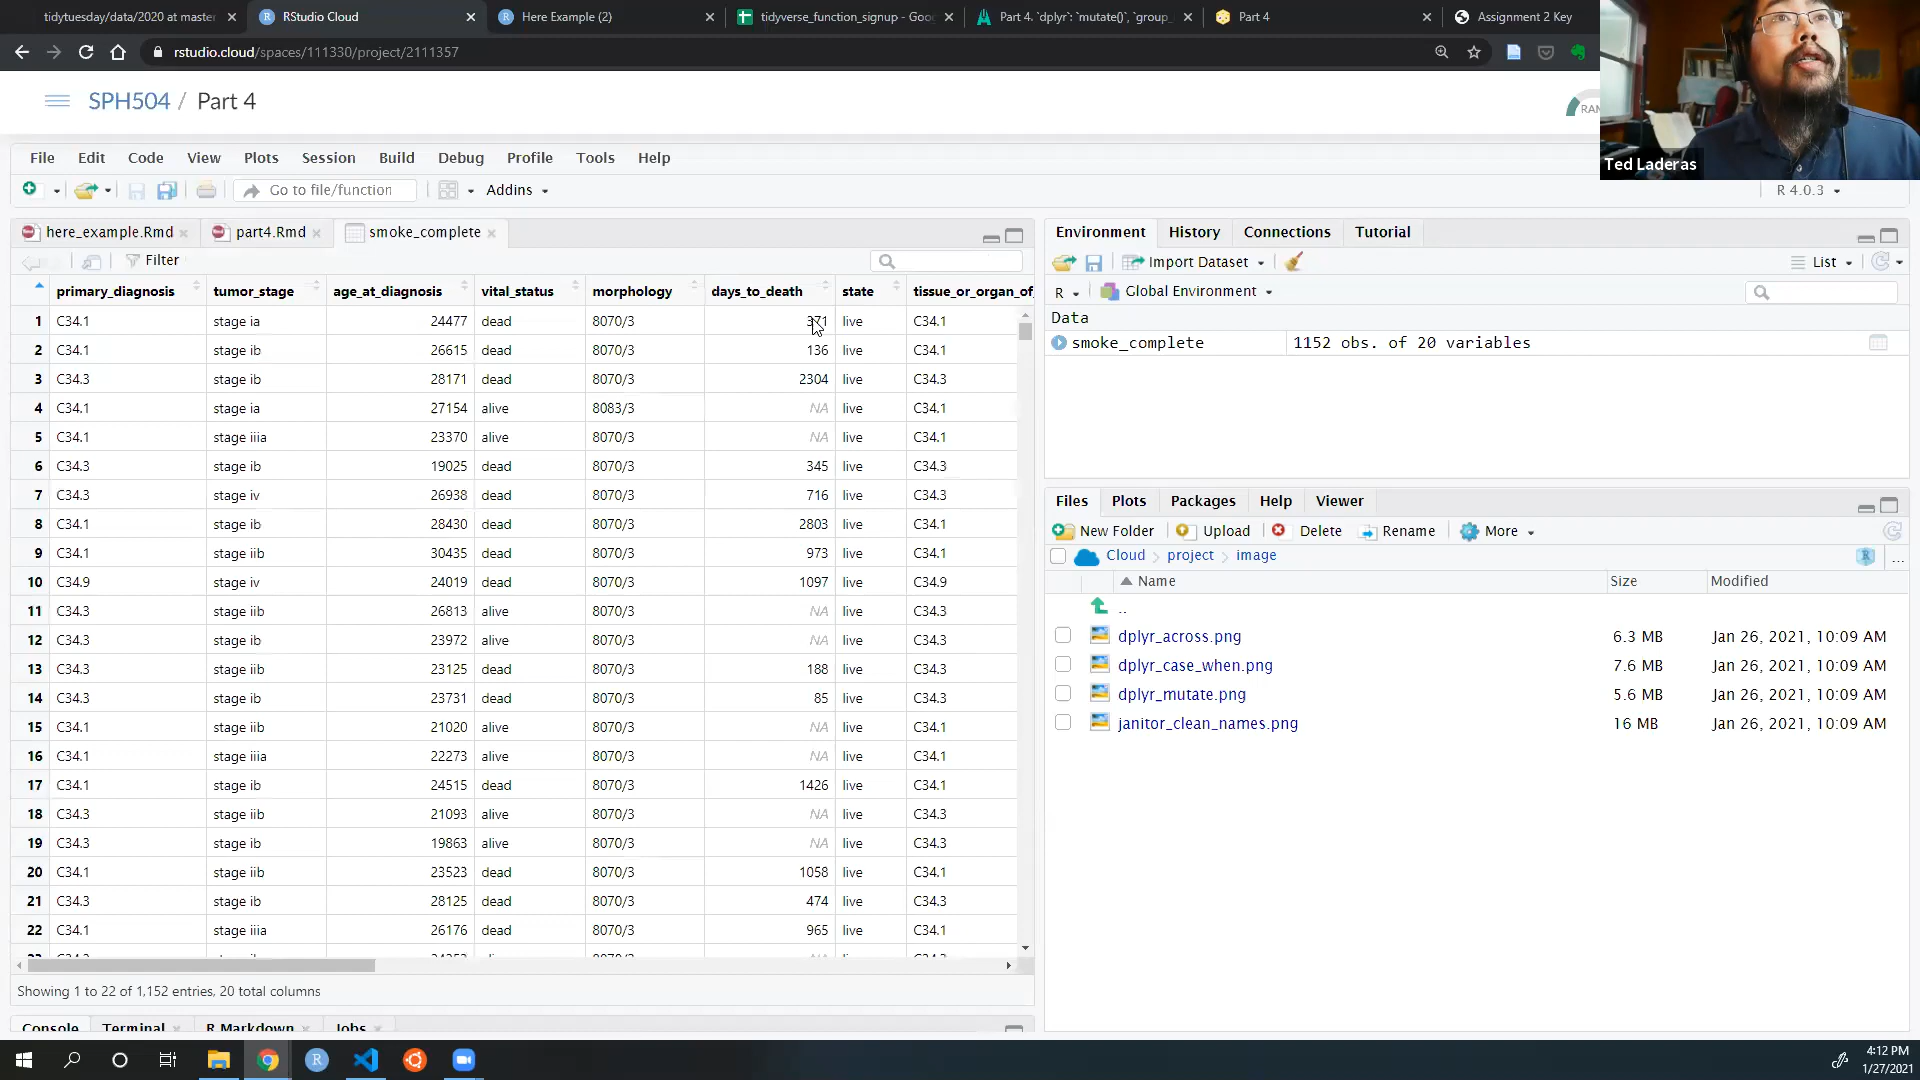 tidytuesday/data/2020 at master
RStudio Cloud
Here Example (2)
tidyverse_function_signup - Goo
Part 4. `dplyr`: `mutate()`, `group_
Part 4
Assignment 2 Key
rstudio.cloud/spaces/111330/project/2111357
SPH504 / Part 4
RAM
Ted Laderas
File Edit Code View Plots Session Build Debug Profile Tools Help
Go to file/function
Addins
R 4.0.3
here_example.Rmd
part4.Rmd
smoke_complete
Filter
primary_diagnosis tumor_stage age_at_diagnosis vital_status morphology days_to_death state tissue_or_organ_of_
1 C34.1 stage ia 24477 dead 8070/3 371 live C34.1
2 C34.1 stage ib 26615 dead 8070/3 136 live C34.1
3 C34.3 stage ib 28171 dead 8070/3 2304 live C34.3
4 C34.1 stage ia 27154 alive 8083/3 NA live C34.1
5 C34.1 stage iiia 23370 alive 8070/3 NA live C34.1
6 C34.3 stage ib 19025 dead 8070/3 345 live C34.3
7 C34.3 stage iv 26938 dead 8070/3 716 live C34.3
8 C34.1 stage ib 28430 dead 8070/3 2803 live C34.1
9 C34.1 stage iib 30435 dead 8070/3 973 live C34.1
10 C34.9 stage iv 24019 dead 8070/3 1097 live C34.9
11 C34.3 stage iib 26813 alive 8070/3 NA live C34.3
12 C34.3 stage ib 23972 alive 8070/3 NA live C34.3
13 C34.3 stage iib 23125 dead 8070/3 188 live C34.3
14 C34.3 stage ib 23731 dead 8070/3 85 live C34.3
15 C34.1 stage iib 21020 alive 8070/3 NA live C34.1
16 C34.1 stage iiia 22273 alive 8070/3 NA live C34.1
17 C34.1 stage ib 24515 dead 8070/3 1426 live C34.1
18 C34.3 stage iib 21093 alive 8070/3 NA live C34.3
19 C34.3 stage ib 19863 alive 8070/3 NA live C34.3
20 C34.1 stage iib 23523 dead 8070/3 1058 live C34.1
21 C34.3 stage ib 28125 dead 8070/3 474 live C34.3
22 C34.1 stage iiia 26176 dead 8070/3 965 live C34.1
Showing 1 to 22 of 1,152 entries, 20 total columns
Console Terminal R Markdown Jobs
Environment History Connections Tutorial
Import Dataset
List
R Global Environment
Data
smoke_complete 1152 obs. of 20 variables
Files Plots Packages Help Viewer
New Folder Upload Delete Rename More
Cloud project image
Name Size Modified
..
dplyr_across.png 6.3 MB Jan 26, 2021, 10:09 AM
dplyr_case_when.png 7.6 MB Jan 26, 2021, 10:09 AM
dplyr_mutate.png 5.6 MB Jan 26, 2021, 10:09 AM
janitor_clean_names.png 16 MB Jan 26, 2021, 10:09 AM
4:12 PM
1/27/2021